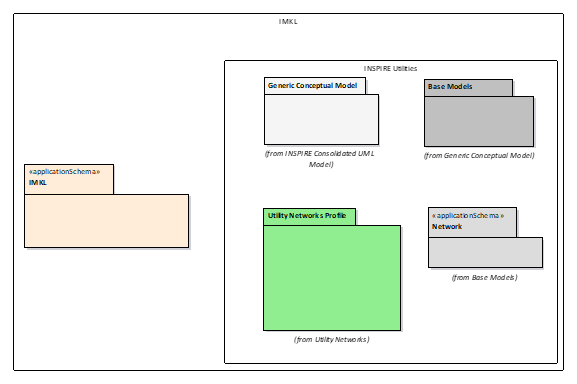 IMKL
INSPIRE Utilities
Generic Conceptual Model
(from INSPIRE Consolidated UML
Model)
Base Models
(from Generic Conceptual Model)
«applicationSchema»
IMKL
Utility Networks Profile
(from Utility Networks)
«applicationSchema»
Network
(from Base Models)